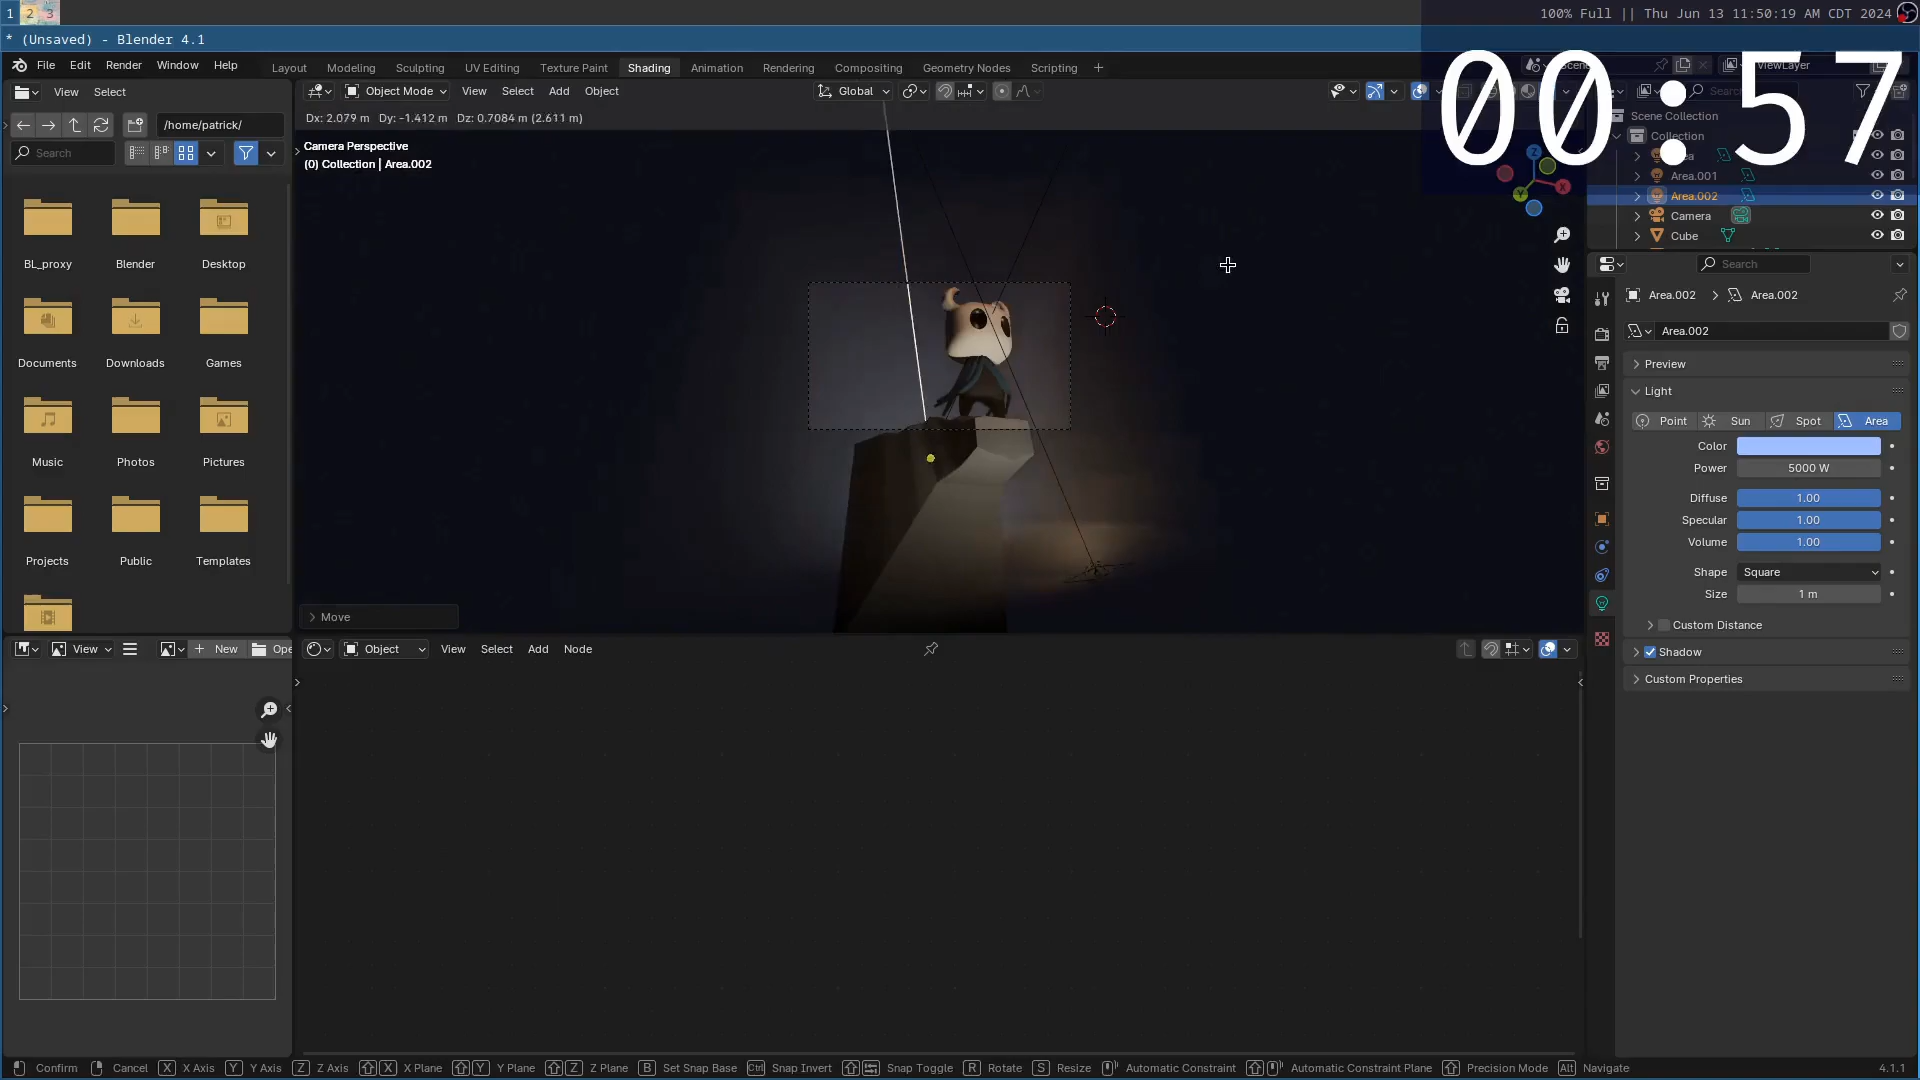 1 2 3
100% Full || Thu Jun 13 11:50:19 AM CDT 2024
* (Unsaved) - Blender 4.1
00:57
File Edit Render Window Help
Layout Modeling Sculpting UV Editing Texture Paint Shading Animation Rendering Compositing Geometry Nodes Scripting +
ViewLayer
View Select
Object Mode View Select Add Object Global
/home/patrick/
Search
Dx: 2.079 m Dy: -1.412 m Dz: 0.7084 m (2.611 m)
Camera Perspective
(0) Collection | Area.002
BL_proxy Blender Desktop
Documents Downloads Games
Music Photos Pictures
Projects Public Templates
Move
Z
X
Y
Scene Collection
Collection
Area.001
Area.002
Camera
Cube
Search
Area.002 > Area.002
Area.002
Preview
Light
Point Sun Spot Area
Color
Power 5000 W
Diffuse 1.00
Specular 1.00
Volume 1.00
Shape Square
Size 1 m
Custom Distance
Shadow
Custom Properties
View New Ope
Object View Select Add Node
Confirm Cancel X X Axis Y Y Axis Z Z Axis X X Plane Y Y Plane Z Z Plane B Set Snap Base Ctrl Snap Invert Snap Toggle R Rotate S Resize Automatic Constraint Automatic Constraint Plane Precision Mode Alt Navigate
4.1.1